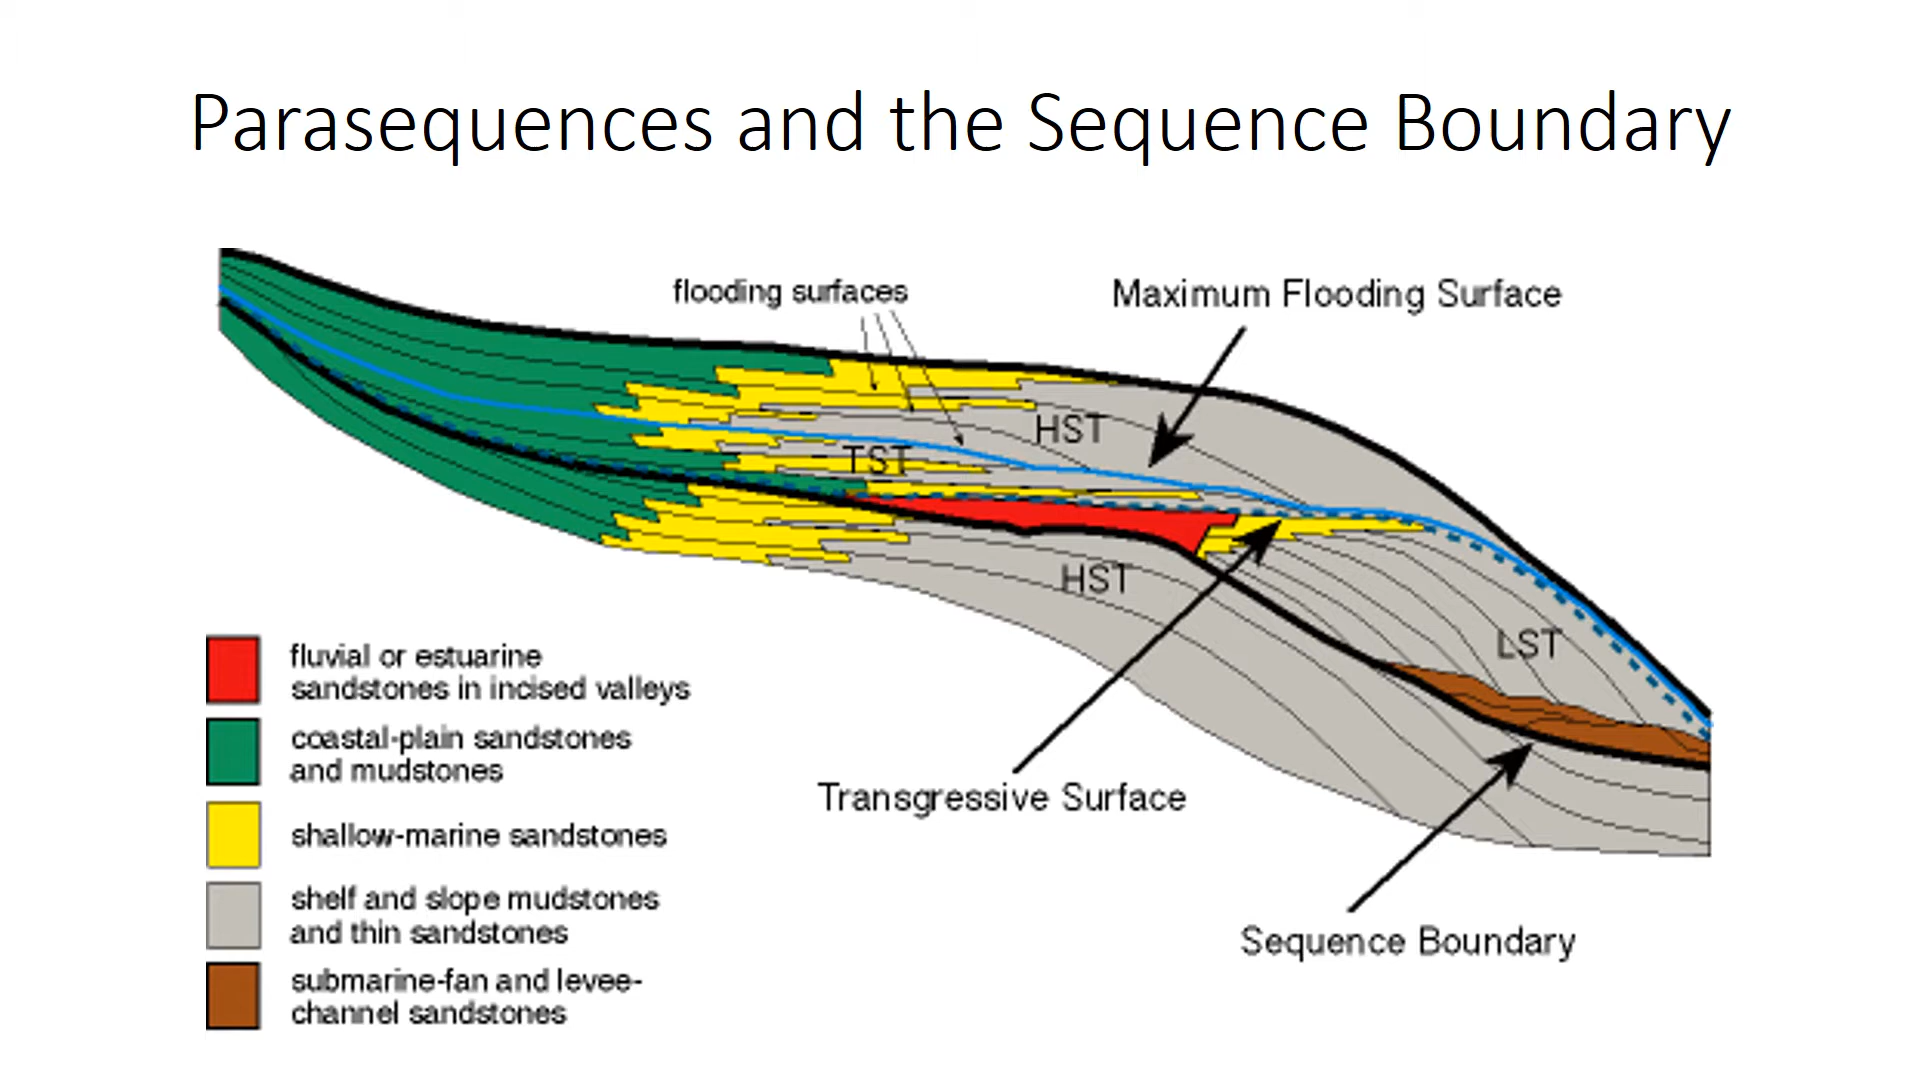 Parasequences and the Sequence Boundary
flooding surfaces
Maximum Flooding Surface
HST
TST
HST
LST
Transgressive Surface
Sequence Boundary
fluvial or estuarine
sandstones in incised valleys
coastal-plain sandstones
and mudstones
shallow-marine sandstones
shelf and slope mudstones
and thin sandstones
submarine-fan and levee-
channel sandstones